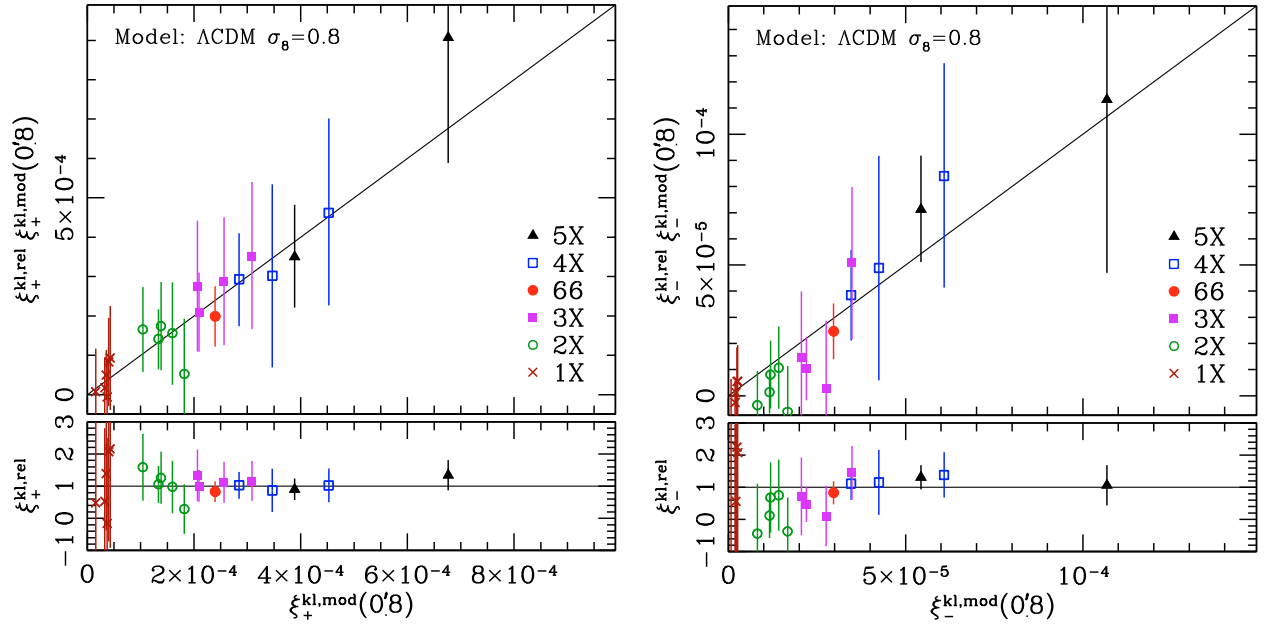 Model: ΛCDM σ₈=0.8
ξ₊^kl,rel ξ₊^kl,mod(0.′8)
5×10⁻⁴
0
5X
4X
66
3X
2X
1X
ξ₊^kl,rel
3
2
1
0
−1
0 2×10⁻⁴ 4×10⁻⁴ 6×10⁻⁴ 8×10⁻⁴
ξ₊^kl,mod(0.′8)
Model: ΛCDM σ₈=0.8
ξ₋^kl,rel ξ₋^kl,mod(0.′8)
10⁻⁴
5×10⁻⁵
0
5X
4X
66
3X
2X
1X
ξ₋^kl,rel
3
2
1
0
−1
0 5×10⁻⁵ 10⁻⁴
ξ₋^kl,mod(0.′8)